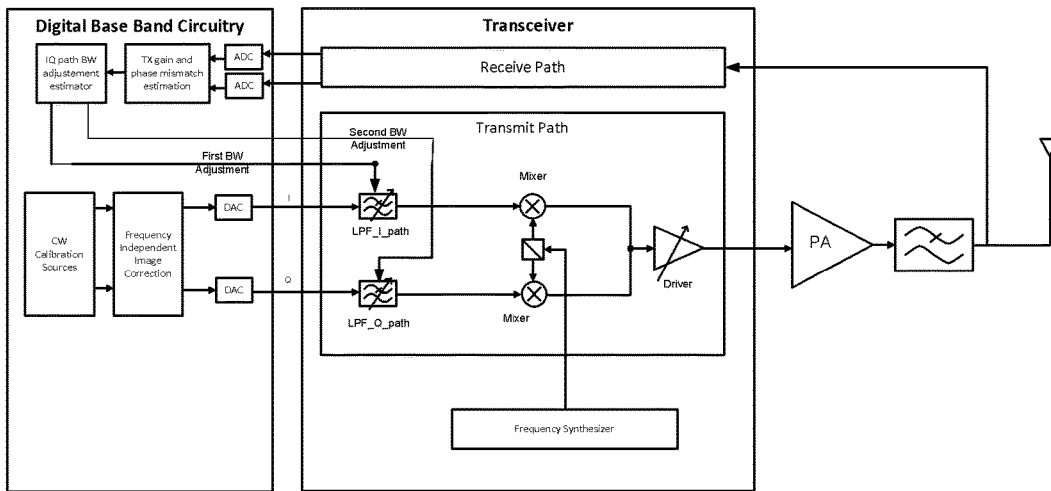 Digital Base Band Circuitry
Transceiver
IQ path BW
adjustement
estimator
TX gain and
phase mismatch
estimation
ADC
ADC
Receive Path
Transmit Path
Second BW
Adjustment
First BW
Adjustment
Mixer
CW
Calibration
Sources
Frequency
Independent
Image
Correction
DAC
I
LPF_I_path
DAC
Q
LPF_Q_path
Mixer
Driver
PA
Frequency Synthesizer